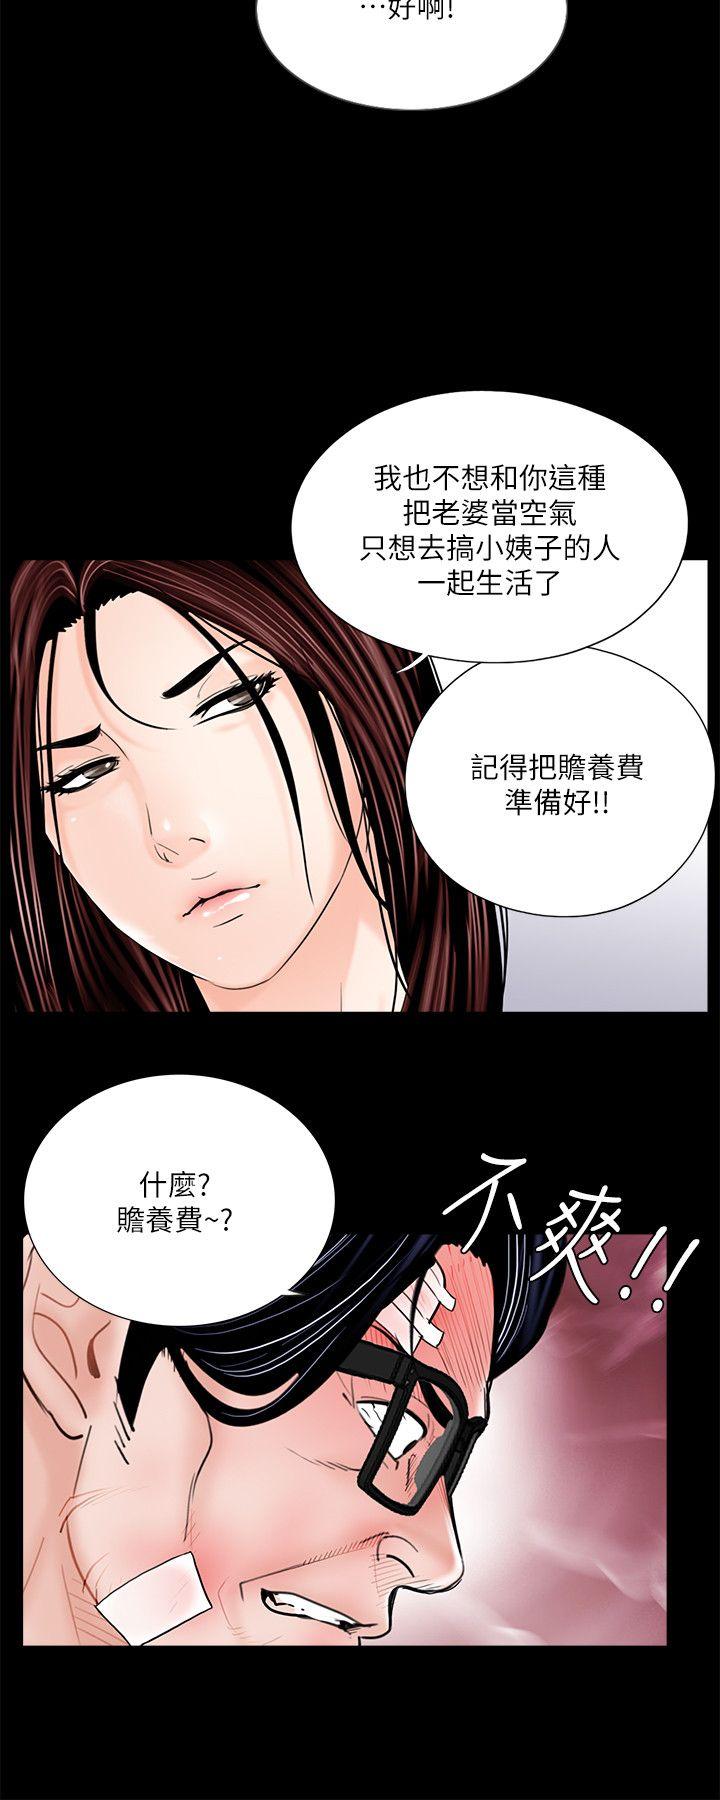 …好啊!
我也不想和你這種
把老婆當空氣
只想去搞小姨子的人
一起生活了
記得把贍養費
準備好!!
什麼?
贍養費~?
不爽!!